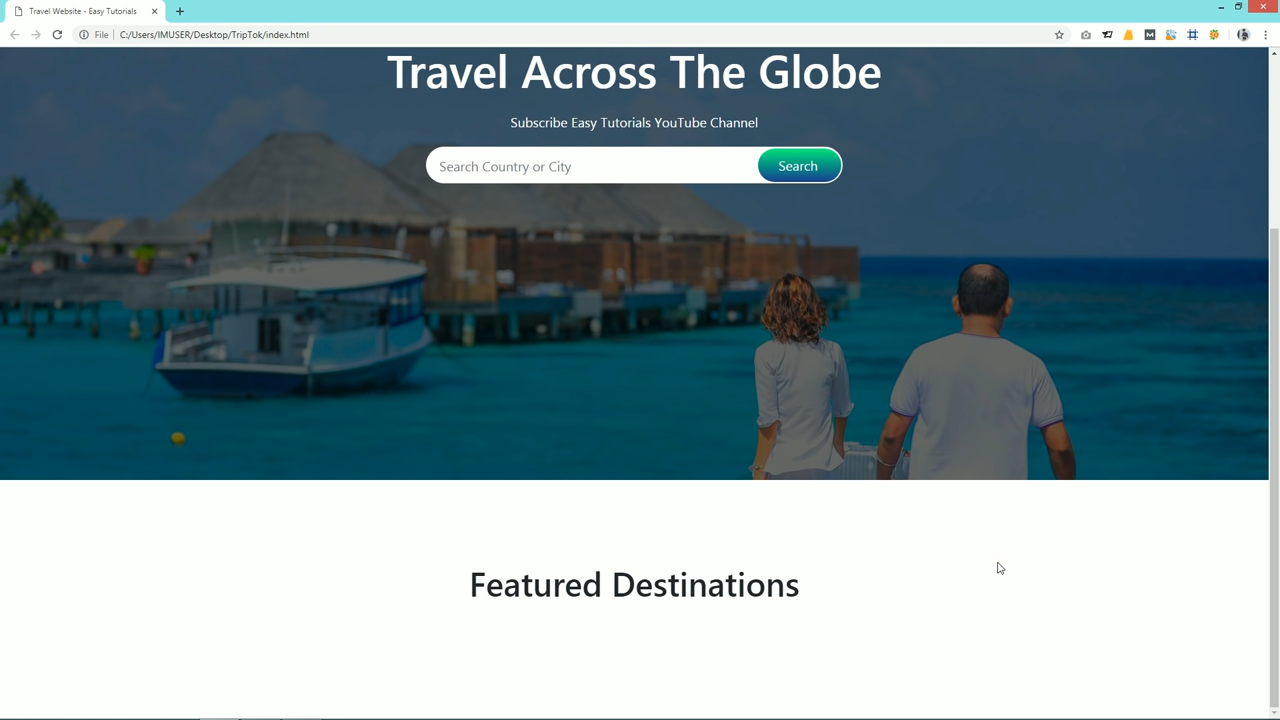 Travel Website - Easy Tutorials
File
C:/Users/IMUSER/Desktop/TripTok/index.html
Travel Across The Globe
Subscribe Easy Tutorials YouTube Channel
Search Country or City
Search
Featured Destinations